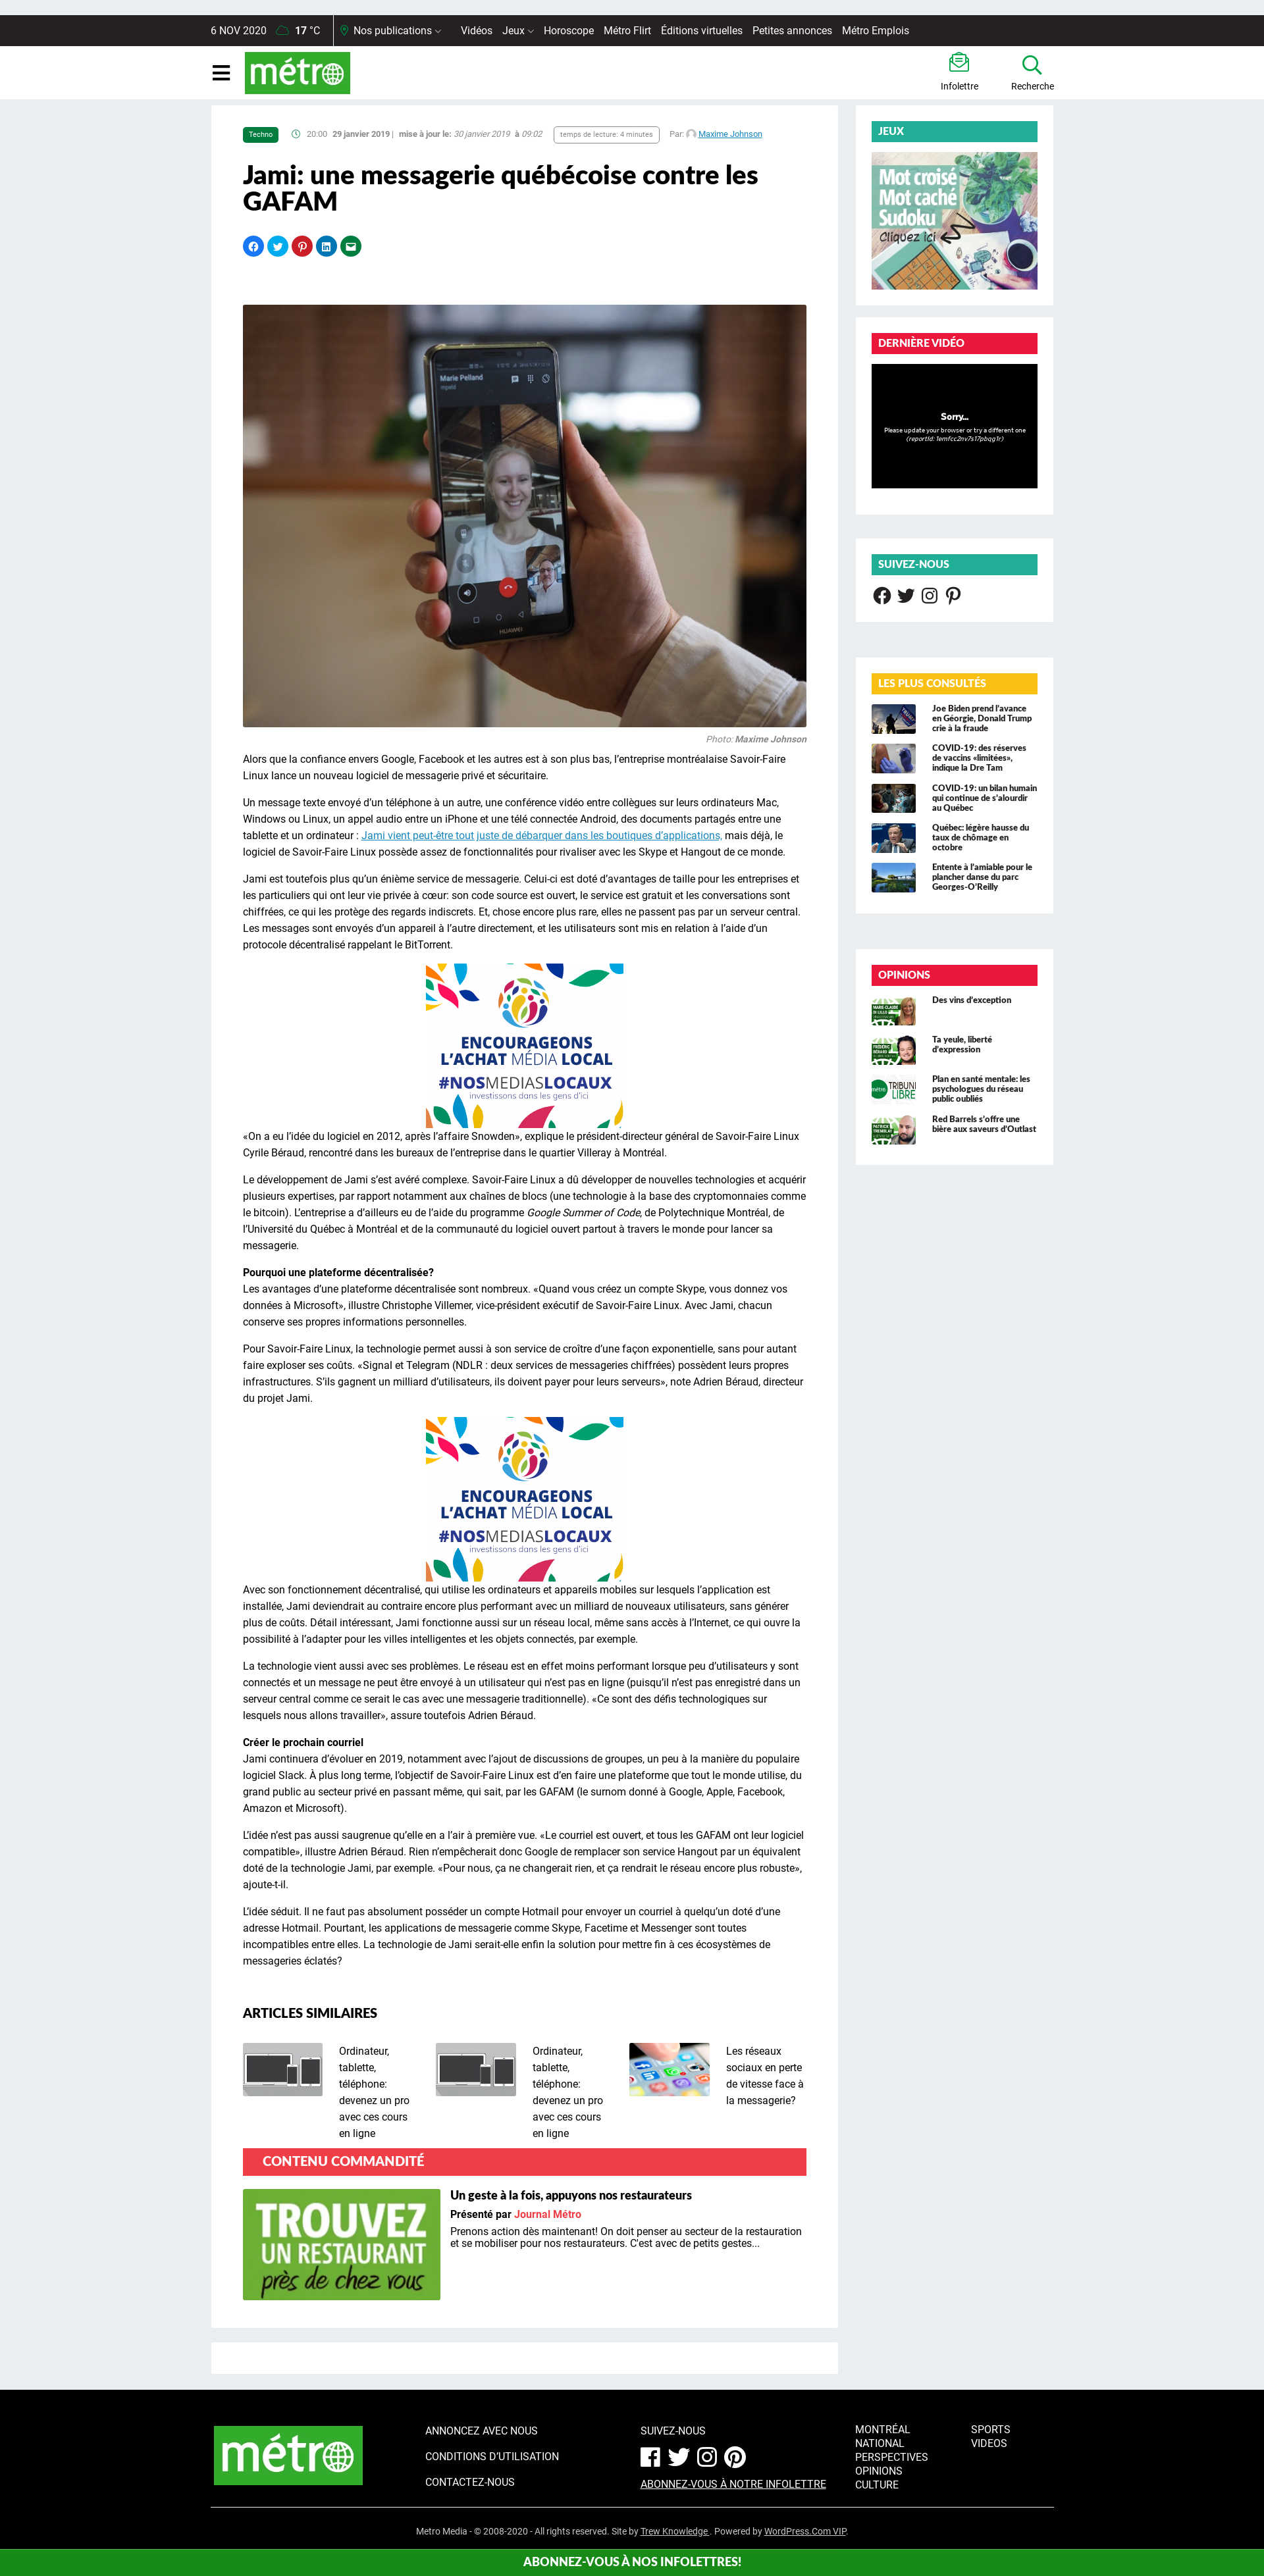 6 NOV 2020 17 °C Nos publications Vidéos Jeux Horoscope Métro Flirt Éditions virtuelles Petites annonces Métro Emplois
métro
Infolettre
Recherche
Techno
20:00 29 janvier 2019 | mise à jour le: 30 janvier 2019 à 09:02
temps de lecture: 4 minutes
Par: Maxime Johnson
Jami: une messagerie québécoise contre les
GAFAM
Marie Pelland
mpelld
HUAWEI
Photo: Maxime Johnson
Alors que la confiance envers Google, Facebook et les autres est à son plus bas, l’entreprise montréalaise Savoir-Faire
Linux lance un nouveau logiciel de messagerie privé et sécuritaire.
Un message texte envoyé d’un téléphone à un autre, une conférence vidéo entre collègues sur leurs ordinateurs Mac,
Windows ou Linux, un appel audio entre un iPhone et une télé connectée Android, des documents partagés entre une
tablette et un ordinateur : Jami vient peut-être tout juste de débarquer dans les boutiques d’applications, mais déjà, le
logiciel de Savoir-Faire Linux possède assez de fonctionnalités pour rivaliser avec les Skype et Hangout de ce monde.
Jami est toutefois plus qu’un énième service de messagerie. Celui-ci est doté d’avantages de taille pour les entreprises et
les particuliers qui ont leur vie privée à cœur: son code source est ouvert, le service est gratuit et les conversations sont
chiffrées, ce qui les protège des regards indiscrets. Et, chose encore plus rare, elles ne passent pas par un serveur central.
Les messages sont envoyés d’un appareil à l’autre directement, et les utilisateurs sont mis en relation à l’aide d’un
protocole décentralisé rappelant le BitTorrent.
ENCOURAGEONS
L’ACHAT MÉDIA LOCAL
#NOSMEDIASLOCAUX
investissons dans les gens d’ici
«On a eu l’idée du logiciel en 2012, après l’affaire Snowden», explique le président-directeur général de Savoir-Faire Linux
Cyrile Béraud, rencontré dans les bureaux de l’entreprise dans le quartier Villeray à Montréal.
Le développement de Jami s’est avéré complexe. Savoir-Faire Linux a dû développer de nouvelles technologies et acquérir
plusieurs expertises, par rapport notamment aux chaînes de blocs (une technologie à la base des cryptomonnaies comme
le bitcoin). L’entreprise a d’ailleurs eu de l’aide du programme Google Summer of Code, de Polytechnique Montréal, de
l’Université du Québec à Montréal et de la communauté du logiciel ouvert partout à travers le monde pour lancer sa
messagerie.
Pourquoi une plateforme décentralisée?
Les avantages d’une plateforme décentralisée sont nombreux. «Quand vous créez un compte Skype, vous donnez vos
données à Microsoft», illustre Christophe Villemer, vice-président exécutif de Savoir-Faire Linux. Avec Jami, chacun
conserve ses propres informations personnelles.
Pour Savoir-Faire Linux, la technologie permet aussi à son service de croître d’une façon exponentielle, sans pour autant
faire exploser ses coûts. «Signal et Telegram (NDLR : deux services de messageries chiffrées) possèdent leurs propres
infrastructures. S’ils gagnent un milliard d’utilisateurs, ils doivent payer pour leurs serveurs», note Adrien Béraud, directeur
du projet Jami.
ENCOURAGEONS
L’ACHAT MÉDIA LOCAL
#NOSMEDIASLOCAUX
investissons dans les gens d’ici
Avec son fonctionnement décentralisé, qui utilise les ordinateurs et appareils mobiles sur lesquels l’application est
installée, Jami deviendrait au contraire encore plus performant avec un milliard de nouveaux utilisateurs, sans générer
plus de coûts. Détail intéressant, Jami fonctionne aussi sur un réseau local, même sans accès à l’Internet, ce qui ouvre la
possibilité à l’adapter pour les villes intelligentes et les objets connectés, par exemple.
La technologie vient aussi avec ses problèmes. Le réseau est en effet moins performant lorsque peu d’utilisateurs y sont
connectés et un message ne peut être envoyé à un utilisateur qui n’est pas en ligne (puisqu’il n’est pas enregistré dans un
serveur central comme ce serait le cas avec une messagerie traditionnelle). «Ce sont des défis technologiques sur
lesquels nous allons travailler», assure toutefois Adrien Béraud.
Créer le prochain courriel
Jami continuera d’évoluer en 2019, notamment avec l’ajout de discussions de groupes, un peu à la manière du populaire
logiciel Slack. À plus long terme, l’objectif de Savoir-Faire Linux est d’en faire une plateforme que tout le monde utilise, du
grand public au secteur privé en passant même, qui sait, par les GAFAM (le surnom donné à Google, Apple, Facebook,
Amazon et Microsoft).
L’idée n’est pas aussi saugrenue qu’elle en a l’air à première vue. «Le courriel est ouvert, et tous les GAFAM ont leur logiciel
compatible», illustre Adrien Béraud. Rien n’empêcherait donc Google de remplacer son service Hangout par un équivalent
doté de la technologie Jami, par exemple. «Pour nous, ça ne changerait rien, et ça rendrait le réseau encore plus robuste»,
ajoute-t-il.
L’idée séduit. Il ne faut pas absolument posséder un compte Hotmail pour envoyer un courriel à quelqu’un doté d’une
adresse Hotmail. Pourtant, les applications de messagerie comme Skype, Facetime et Messenger sont toutes
incompatibles entre elles. La technologie de Jami serait-elle enfin la solution pour mettre fin à ces écosystèmes de
messageries éclatés?
ARTICLES SIMILAIRES
Ordinateur,
tablette,
téléphone:
devenez un pro
avec ces cours
en ligne
Ordinateur,
tablette,
téléphone:
devenez un pro
avec ces cours
en ligne
Les réseaux
sociaux en perte
de vitesse face à
la messagerie?
CONTENU COMMANDITÉ
TROUVEZ
UN RESTAURANT
près de chez vous
Un geste à la fois, appuyons nos restaurateurs
Présenté par Journal Métro
Prenons action dès maintenant! On doit penser au secteur de la restauration
et se mobiliser pour nos restaurateurs. C'est avec de petits gestes...
JEUX
Mot croisé
Mot caché
Sudoku
Cliquez ici
DERNIÈRE VIDÉO
Sorry...
Please update your browser or try a different one
(reportId: 1emfcc2nv7s17pbqg1r)
SUIVEZ-NOUS
LES PLUS CONSULTÉS
Joe Biden prend l’avance
en Géorgie, Donald Trump
crie à la fraude
COVID-19: des réserves
de vaccins «limitées»,
indique la Dre Tam
COVID-19: un bilan humain
qui continue de s’alourdir
au Québec
Québec: légère hausse du
taux de chômage en
octobre
Entente à l’amiable pour le
plancher danse du parc
Georges-O’Reilly
OPINIONS
Des vins d’exception
Ta yeule, liberté
d’expression
métro TRIBUNE
LIBRE
Plan en santé mentale: les
psychologues du réseau
public oubliés
Red Barrels s’offre une
bière aux saveurs d’Outlast
métro
ANNONCEZ AVEC NOUS
CONDITIONS D’UTILISATION
CONTACTEZ-NOUS
SUIVEZ-NOUS
ABONNEZ-VOUS À NOTRE INFOLETTRE
MONTRÉAL
NATIONAL
PERSPECTIVES
OPINIONS
CULTURE
SPORTS
VIDEOS
Metro Media - © 2008-2020 - All rights reserved. Site by Trew Knowledge . Powered by WordPress.Com VIP.
ABONNEZ-VOUS À NOS INFOLETTRES!